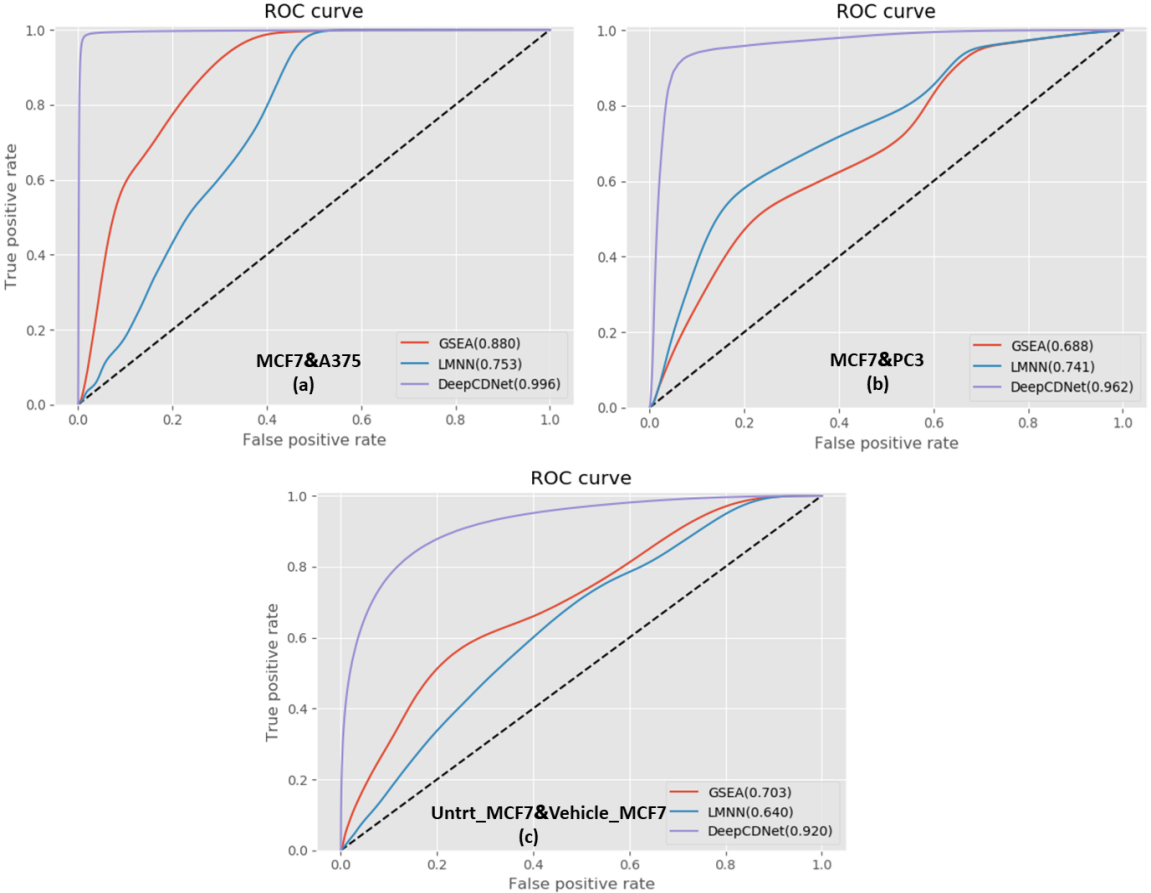 ROC curve
1.0
0.8
0.6
0.4
0.2
0.0
True positive rate
0.0 0.2 0.4 0.6 0.8 1.0
False positive rate
MCF7&A375
(a)
GSEA(0.880)
LMNN(0.753)
DeepCDNet(0.996)
ROC curve
1.0
0.8
0.6
0.4
0.2
0.0
0.0 0.2 0.4 0.6 0.8 1.0
False positive rate
MCF7&PC3
(b)
GSEA(0.688)
LMNN(0.741)
DeepCDNet(0.962)
ROC curve
1.0
0.8
0.6
0.4
0.2
0.0
True positive rate
0.0 0.2 0.4 0.6 0.8 1.0
False positive rate
Untrt_MCF7&Vehicle_MCF7
(c)
GSEA(0.703)
LMNN(0.640)
DeepCDNet(0.920)